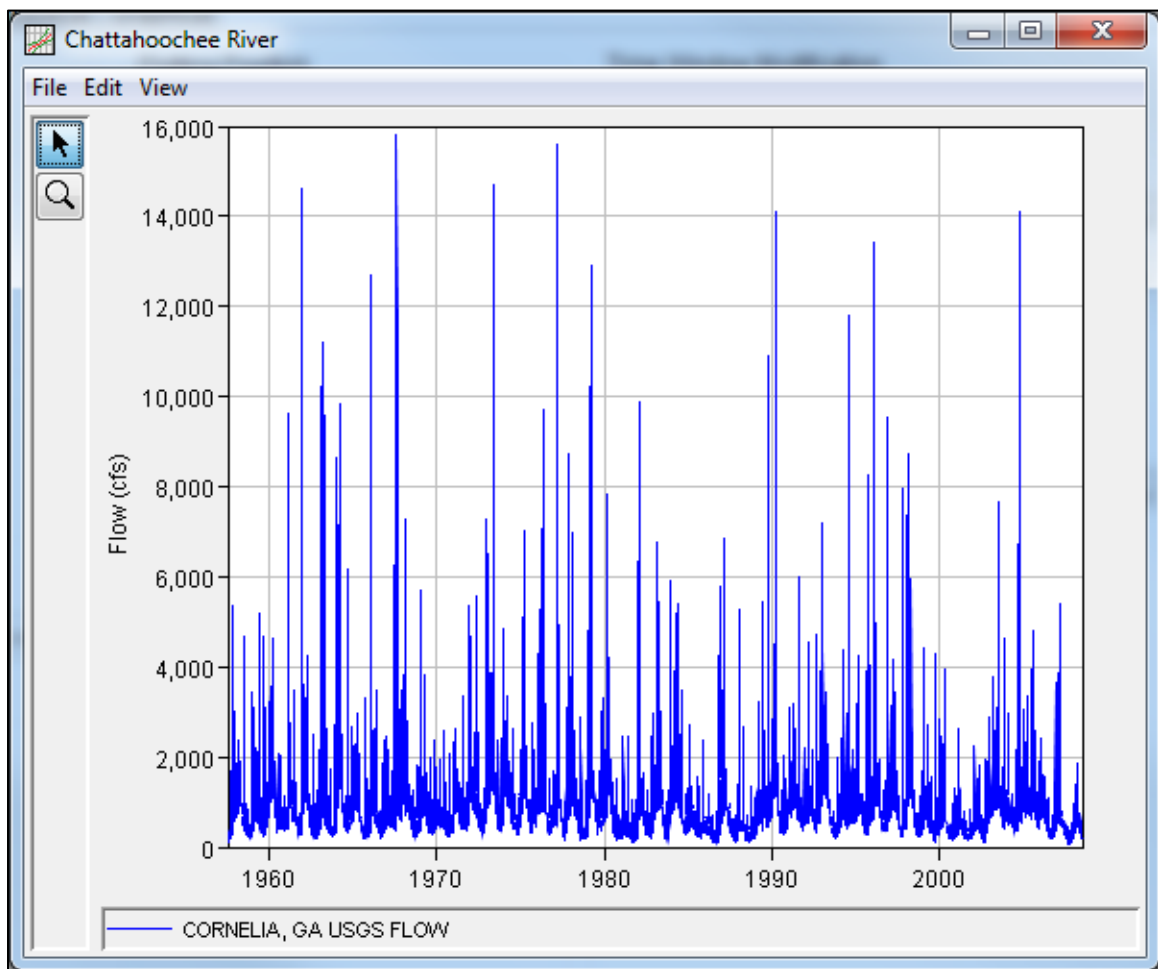 Chattahoochee River
File Edit View
16,000
14,000
12,000
10,000
8,000
6,000
4,000
2,000
0
Flow (cfs)
1960 1970 1980 1990 2000
CORNELIA, GA USGS FLOW